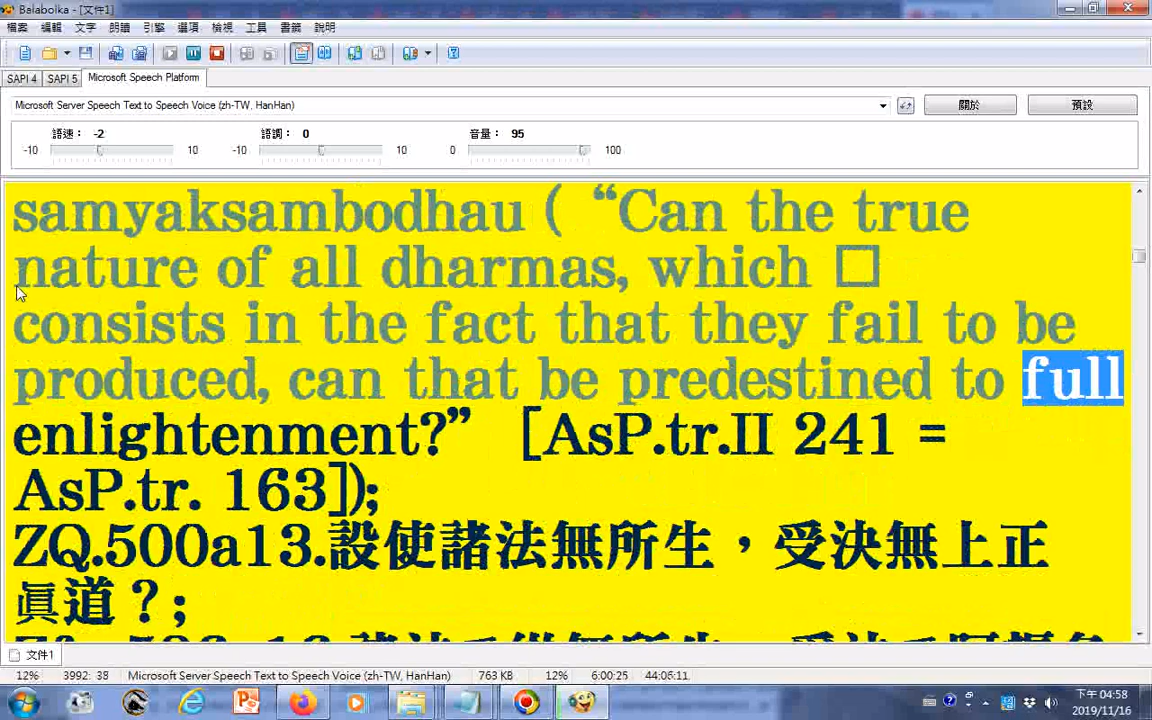 Balabolka - [文件1]
檔案 編輯 文字 朗讀 引擎 選項 檢視 工具 書籤 說明
SAPI 4 SAPI 5 Microsoft Speech Platform
Microsoft Server Speech Text to Speech Voice (zh-TW, HanHan) 關於 預設
語速： -2 語調： 0 音量： 95
-10 10 -10 10 0 100
samyaksambodhau (“Can the true
nature of all dharmas, which □
consists in the fact that they fail to be
produced, can that be predestined to full
enlightenment?” [AsP.tr.II 241 =
AsP.tr. 163]);
ZQ.500a13.設使諸法無所生，受決無上正
眞道？;
文件1
12% 3992: 38 Microsoft Server Speech Text to Speech Voice (zh-TW, HanHan) 763 KB 12% 6:00:25 44:06:11.
下午 04:58
2019/11/16